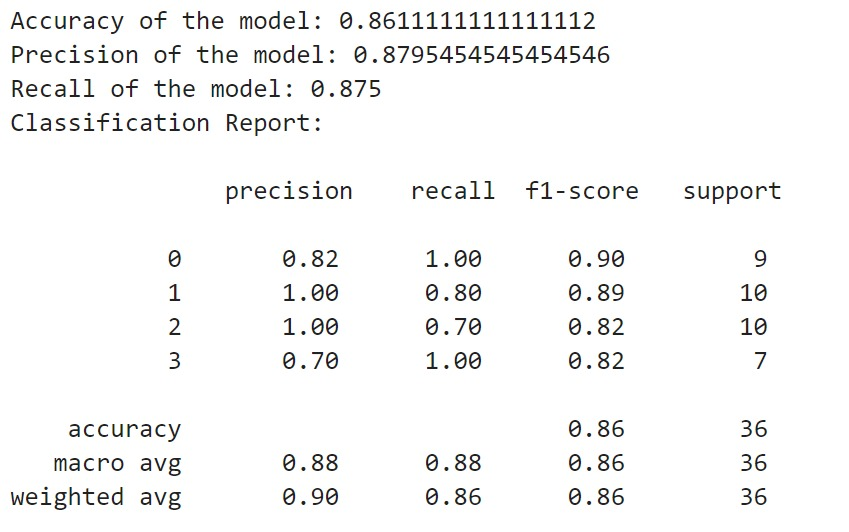 Accuracy of the model: 0.8611111111111112
Precision of the model: 0.8795454545454546
Recall of the model: 0.875
Classification Report:
precision recall f1-score support
0 0.82 1.00 0.90 9
1 1.00 0.80 0.89 10
2 1.00 0.70 0.82 10
3 0.70 1.00 0.82 7
accuracy 0.86 36
macro avg 0.88 0.88 0.86 36
weighted avg 0.90 0.86 0.86 36